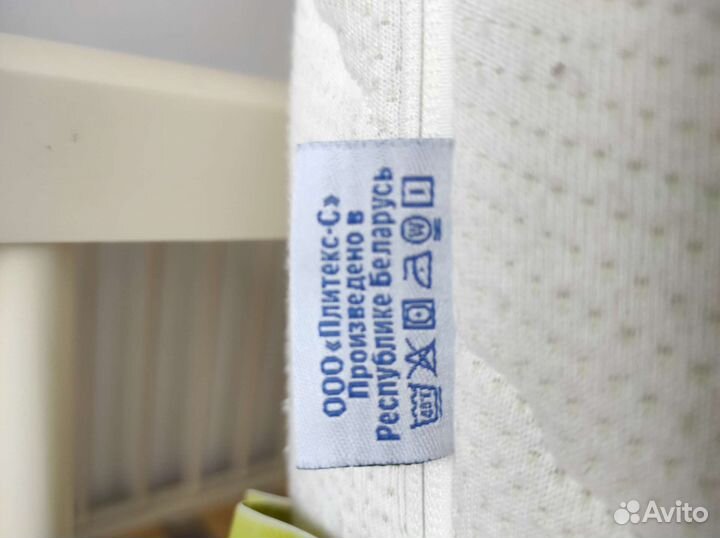 ООО «Плитекс-С»
Произведено в
Республике Беларусь
Avito